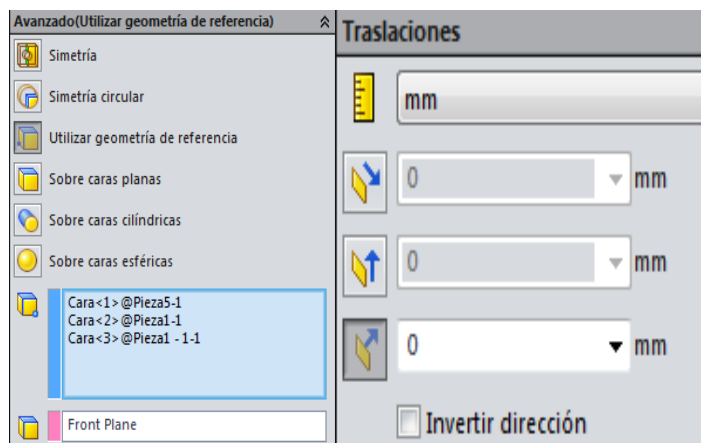 Avanzado(Utilizar geometría de referencia)
Simetría
Simetría circular
Utilizar geometría de referencia
Sobre caras planas
Sobre caras cilíndricas
Sobre caras esféricas
Cara<1>@Pieza5-1
Cara<2>@Pieza1-1
Cara<3>@Pieza1 - 1-1
Front Plane
Traslaciones
mm
0 mm
0 mm
0 mm
Invertir dirección